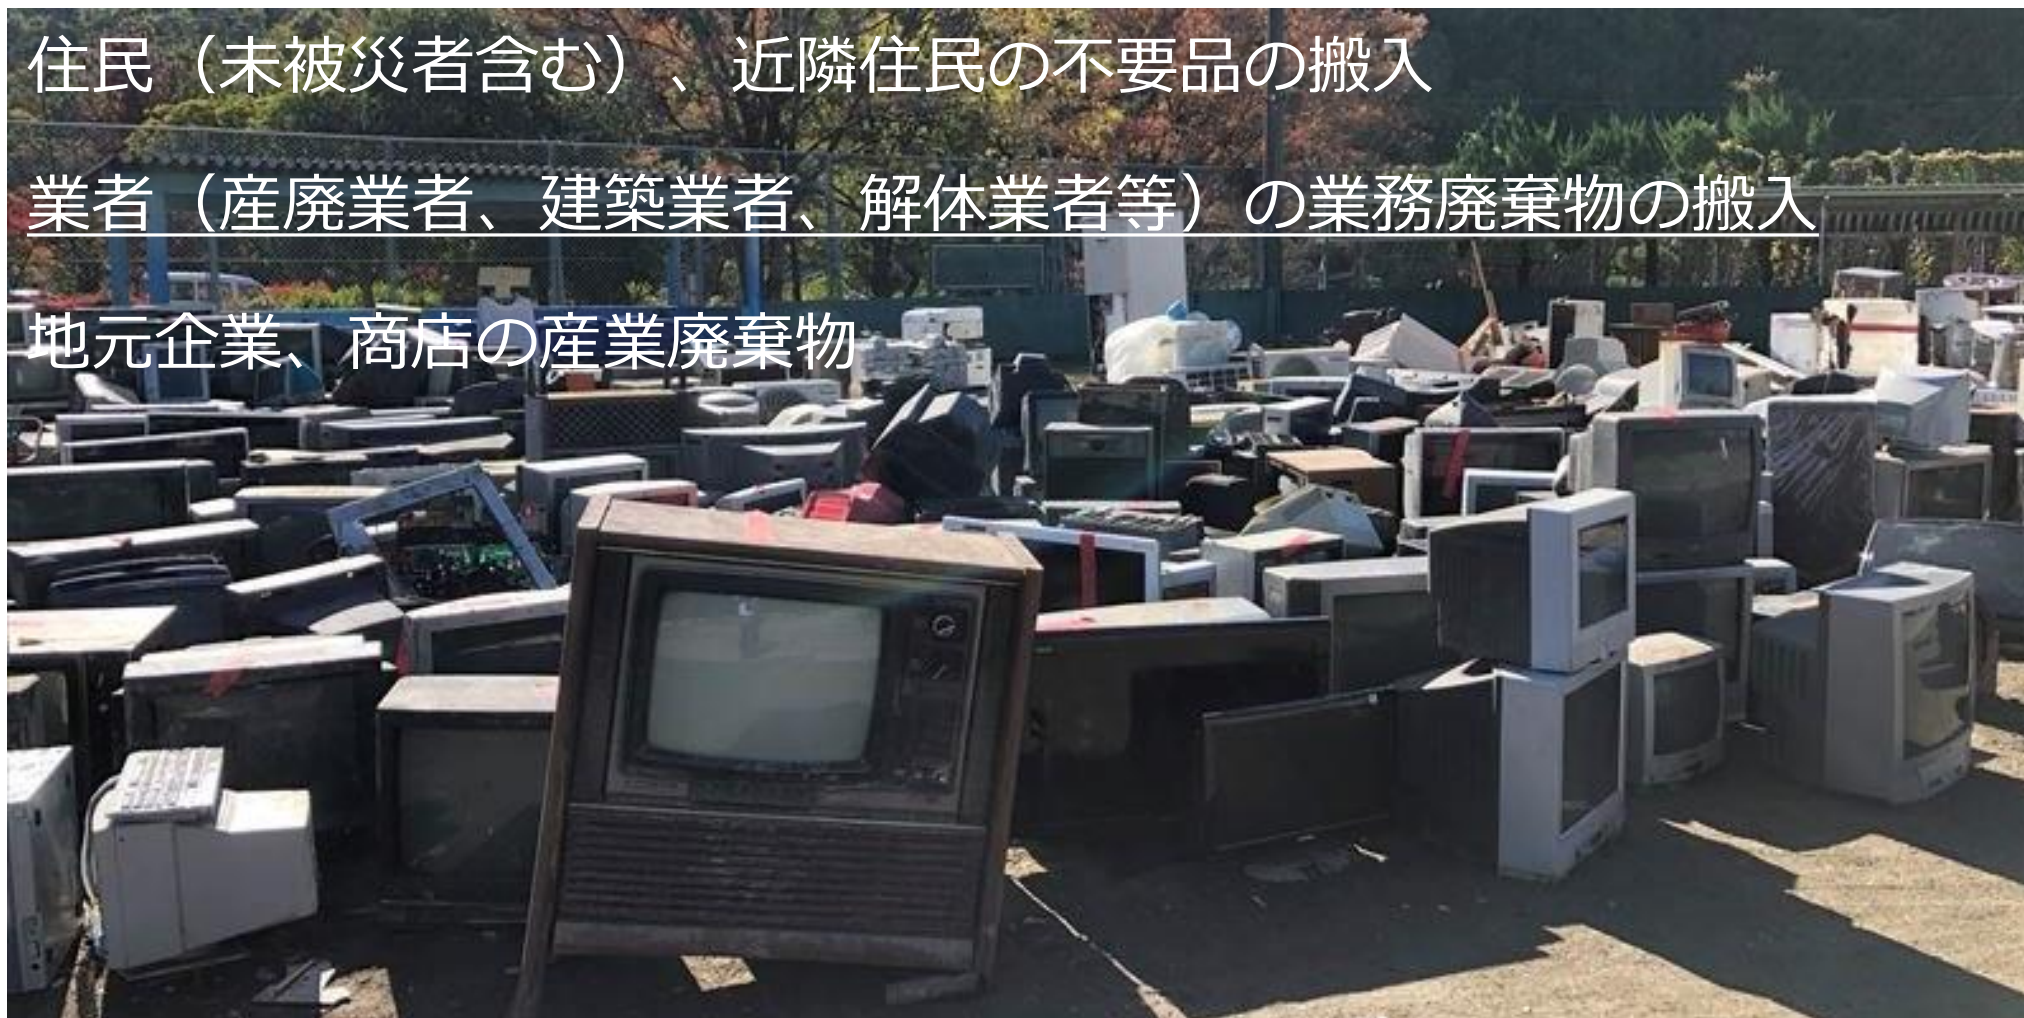 住民（未被災者含む）、近隣住民の不要品の搬入
業者（産廃業者、建築業者、解体業者等）の業務廃棄物の搬入
地元企業、商店の産業廃棄物